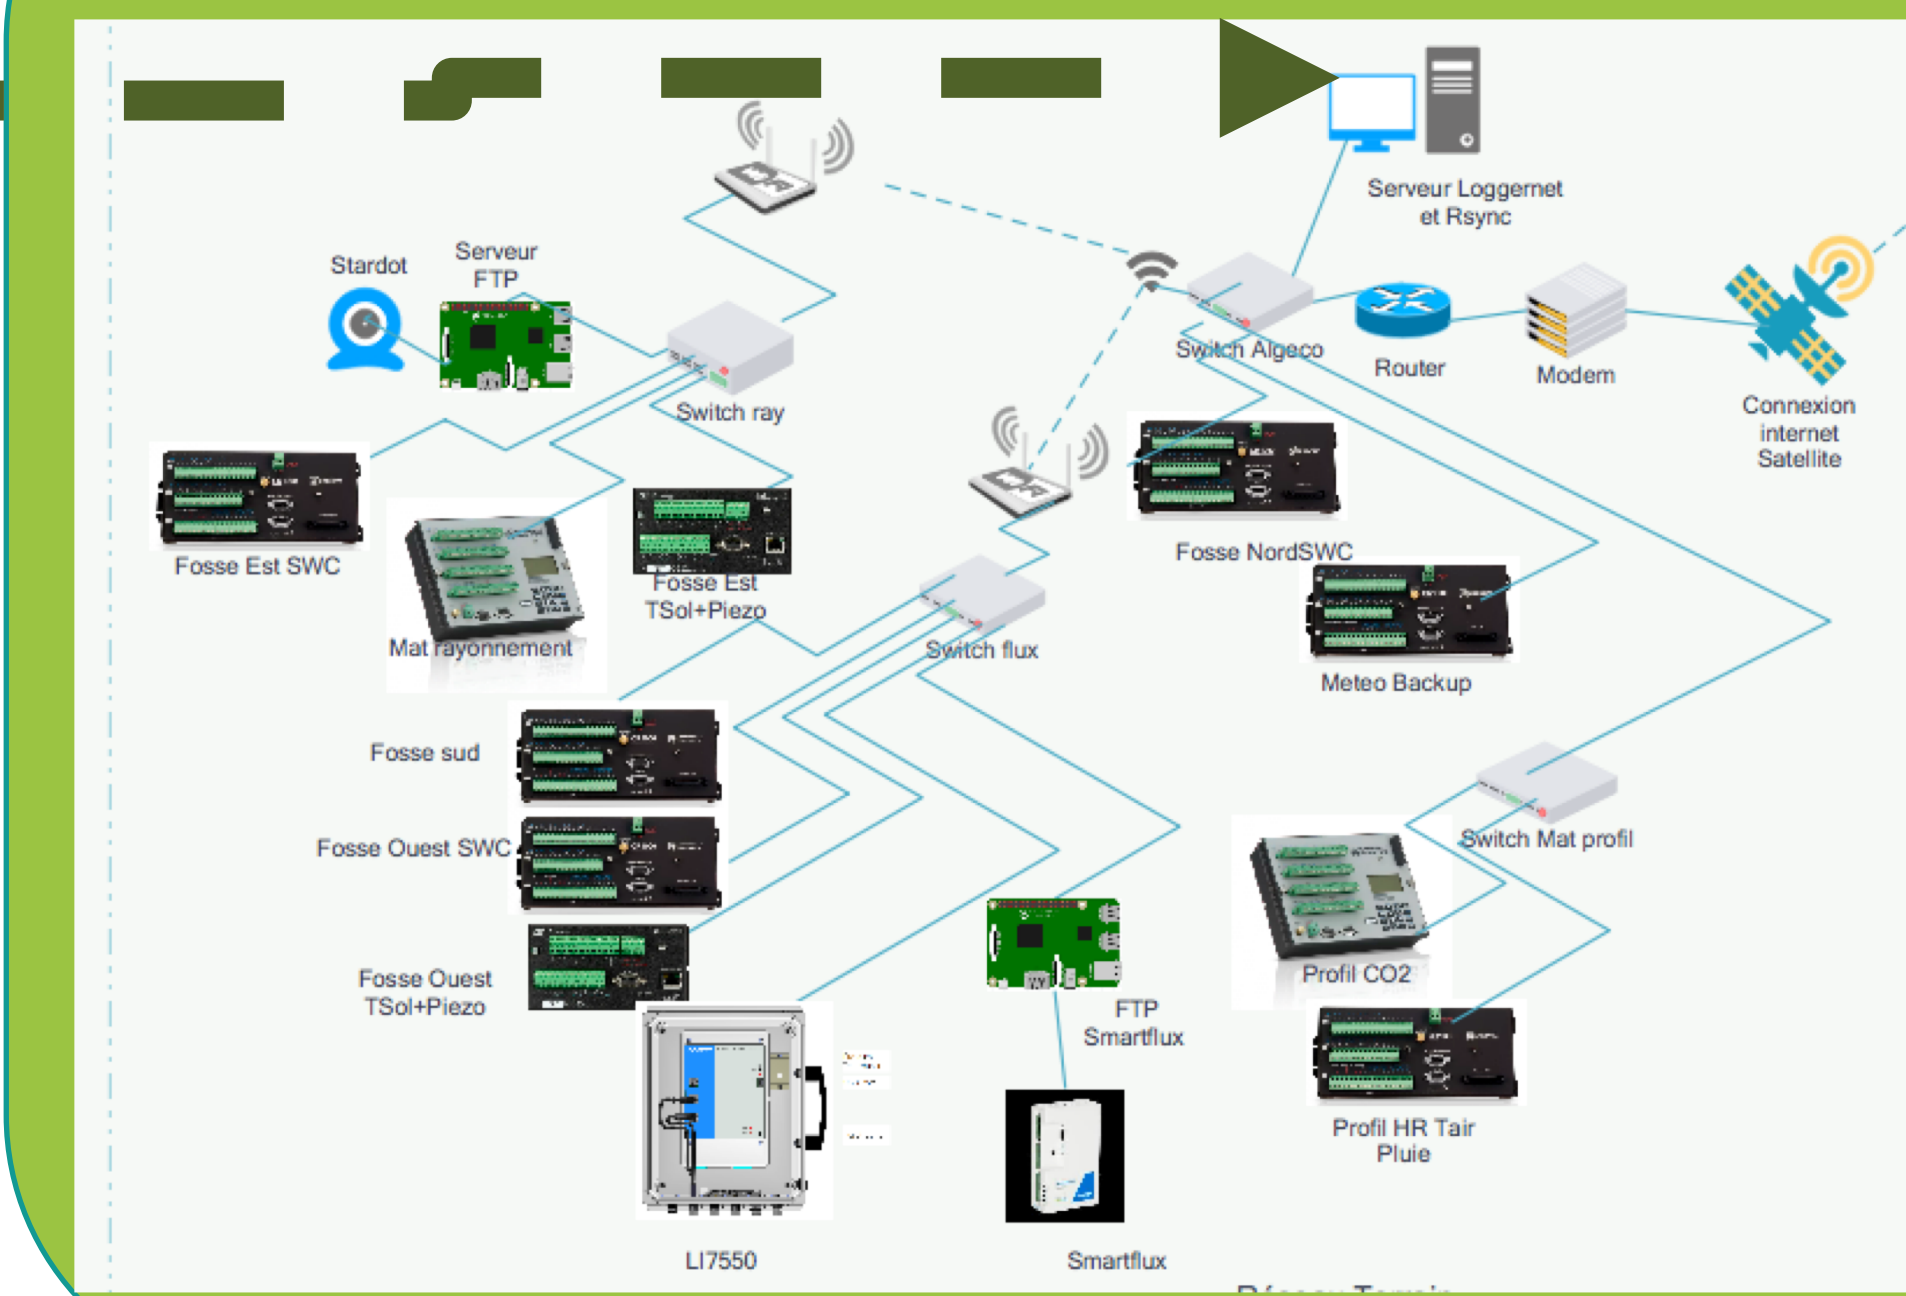 Serveur Loggernet
et Rsync
Serveur
FTP
Stardot
Switch Algeco
Router
Modem
Connexion
internet
Satellite
Switch ray
Fosse Est SWC
Fosse NordSWC
Fosse Est
TSol+Piezo
Mat rayonnement
Switch flux
Meteo Backup
Fosse sud
Fosse Ouest SWC
Switch Mat profil
Fosse Ouest
TSol+Piezo
Profil CO2
FTP
Smartflux
Profil HR Tair
Pluie
LI7550
Smartflux
Réseau Terrain